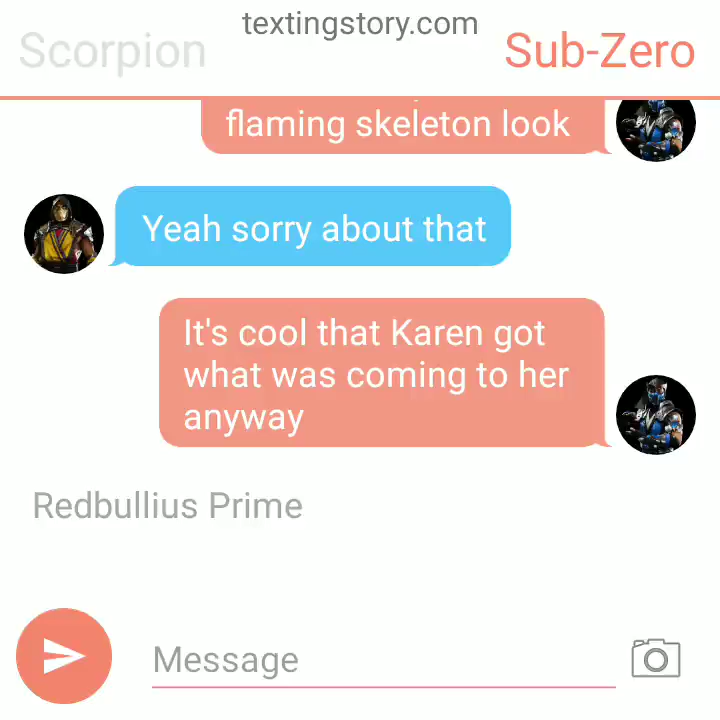 textingstory.com
Scorpion
Sub-Zero
flaming skeleton look
Yeah sorry about that
It's cool that Karen got
what was coming to her
anyway
Redbullius Prime
Message